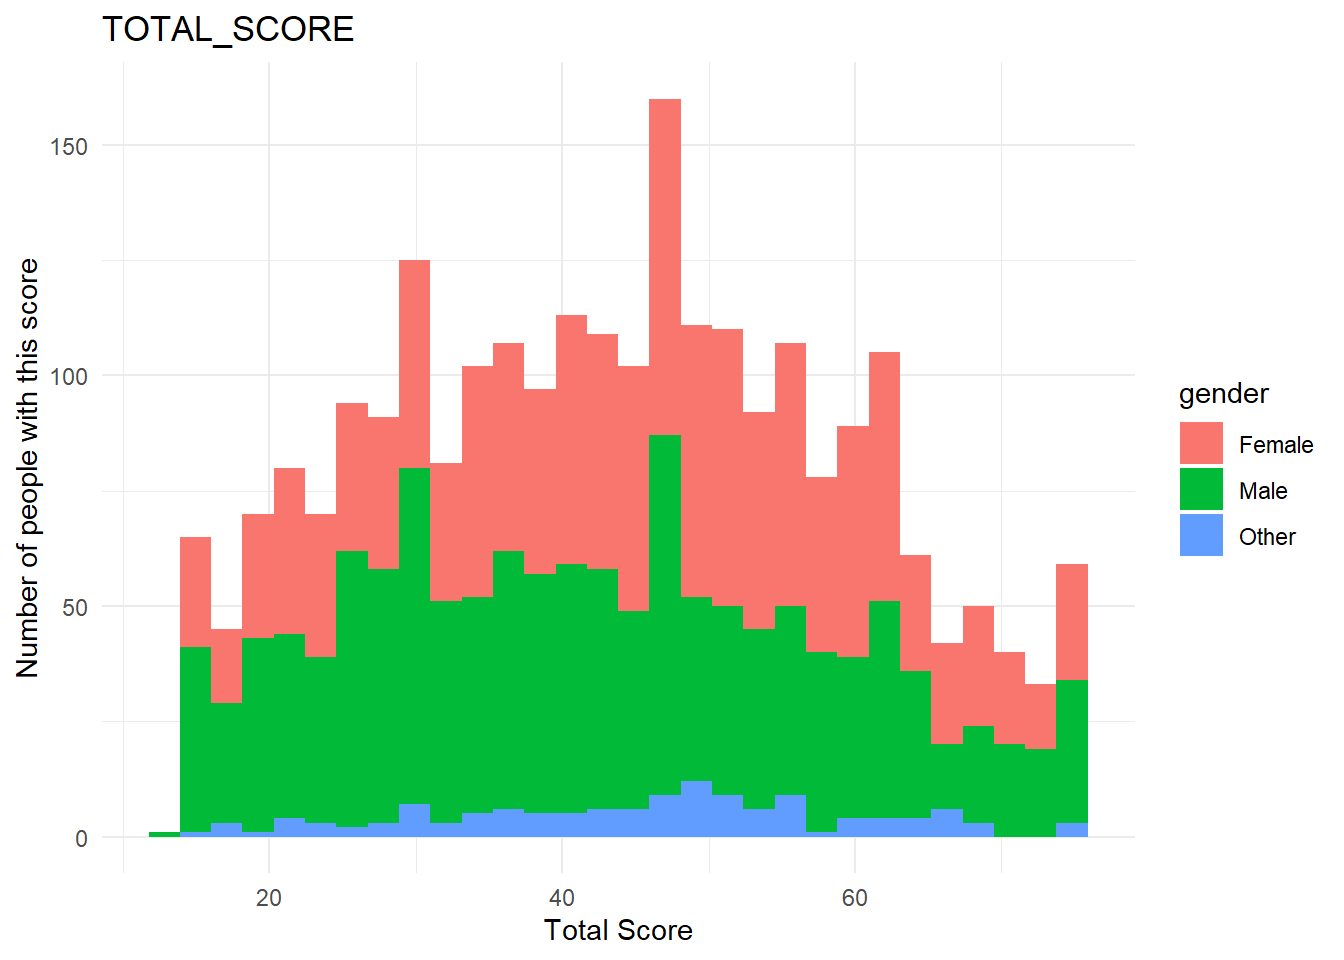 TOTAL_SCORE
Number of people with this score
150
100
50
0
20 40 60
Total Score
gender
Female
Male
Other